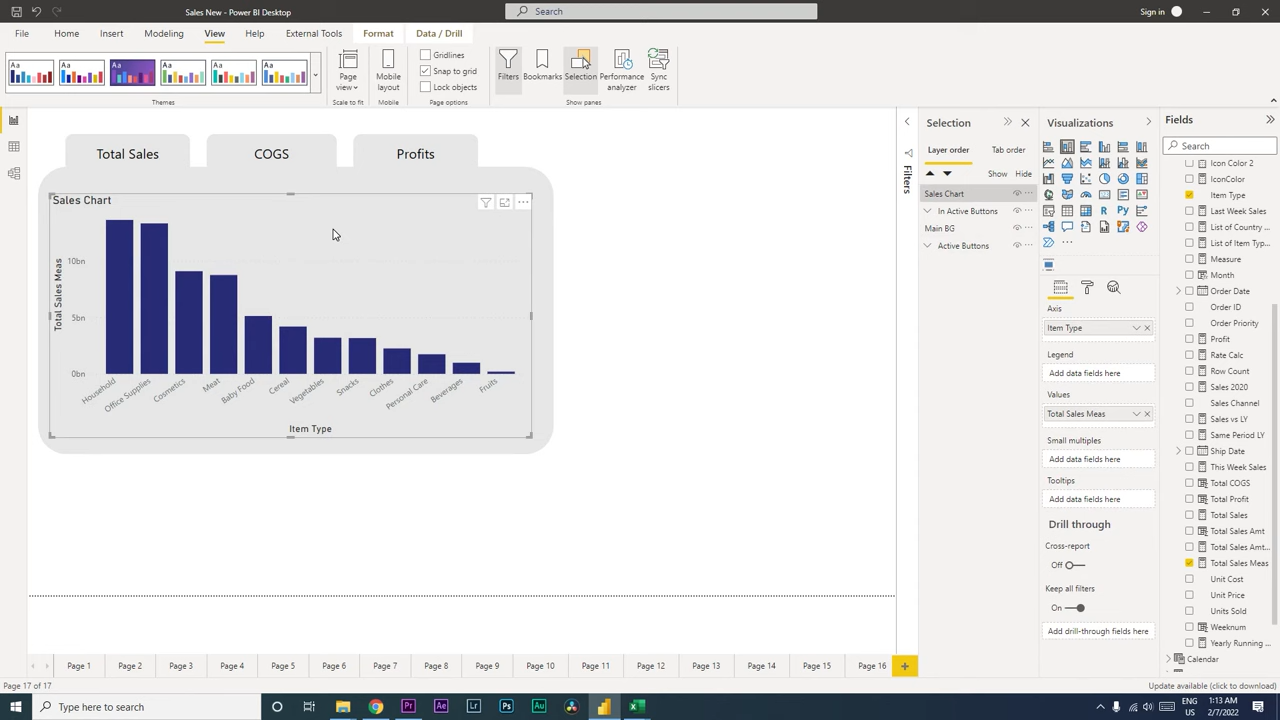 Sales New - Power BI Desktop
Search
Sign in
File
Home
Insert
Modeling
View
Help
External Tools
Format
Data / Drill
Themes
Page
view
Scale to fit
Mobile
layout
Mobile
Gridlines
Snap to grid
Lock objects
Page options
Filters
Bookmarks
Selection
Performance
analyzer
Sync
slicers
Show panes
Total Sales
COGS
Profits
Sales Chart
Total Sales Meas
10bn
5bn
0bn
Household
Office Supplies
Cosmetics
Meat
Baby Food
Cereal
Vegetables
Snacks
Clothes
Personal Care
Beverages
Fruits
Item Type
Filters
Selection
Layer order
Tab order
Show
Hide
Sales Chart
In Active Buttons
Main BG
Active Buttons
Visualizations
Axis
Item Type
Legend
Add data fields here
Values
Total Sales Meas
Small multiples
Add data fields here
Tooltips
Add data fields here
Drill through
Cross-report
Off
Keep all filters
On
Add drill-through fields here
Fields
Search
Icon Color 2
IconColor
Item Type
Last Week Sales
List of Country ...
List of Item Typ...
Measure
Month
Order Date
Order ID
Order Priority
Profit
Rate Calc
Row Count
Sales 2020
Sales Channel
Sales vs LY
Same Period LY
Ship Date
This Week Sales
Total COGS
Total Profit
Total Sales
Total Sales Amt
Total Sales Amt...
Total Sales Meas
Unit Cost
Unit Price
Units Sold
Weeknum
Yearly Running ...
Calendar
Page 1
Page 2
Page 3
Page 4
Page 5
Page 6
Page 7
Page 8
Page 9
Page 10
Page 11
Page 12
Page 13
Page 14
Page 15
Page 16
Page 17 of 17
Update available (click to download)
Type here to search
Pr
Ae
Lr
Ps
Au
ENG
US
1:13 AM
2/7/2022